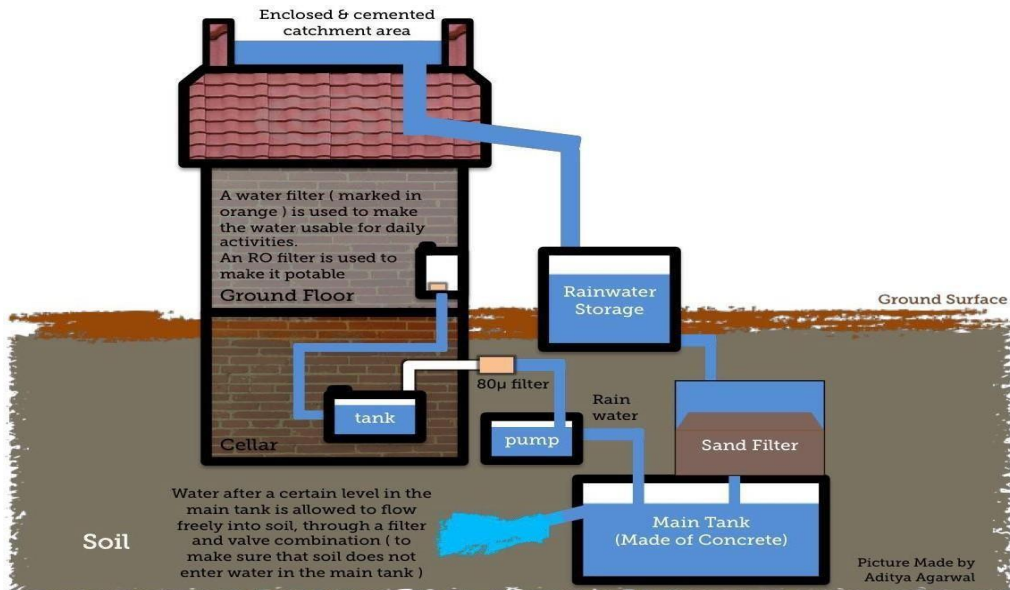 Enclosed & cemented
catchment area
A water filter ( marked in
orange ) is used to make
the water usable for daily
activities.
An RO filter is used to
make it potable
Ground Floor
Rainwater
Storage
Ground Surface
80µ filter
tank
Cellar
Rain
water
pump
Sand Filter
Water after a certain level in the
main tank is allowed to flow
freely into soil, through a filter
and valve combination ( to
make sure that soil does not
enter water in the main tank )
Soil
Main Tank
(Made of Concrete)
Picture Made by
Aditya Agarwal